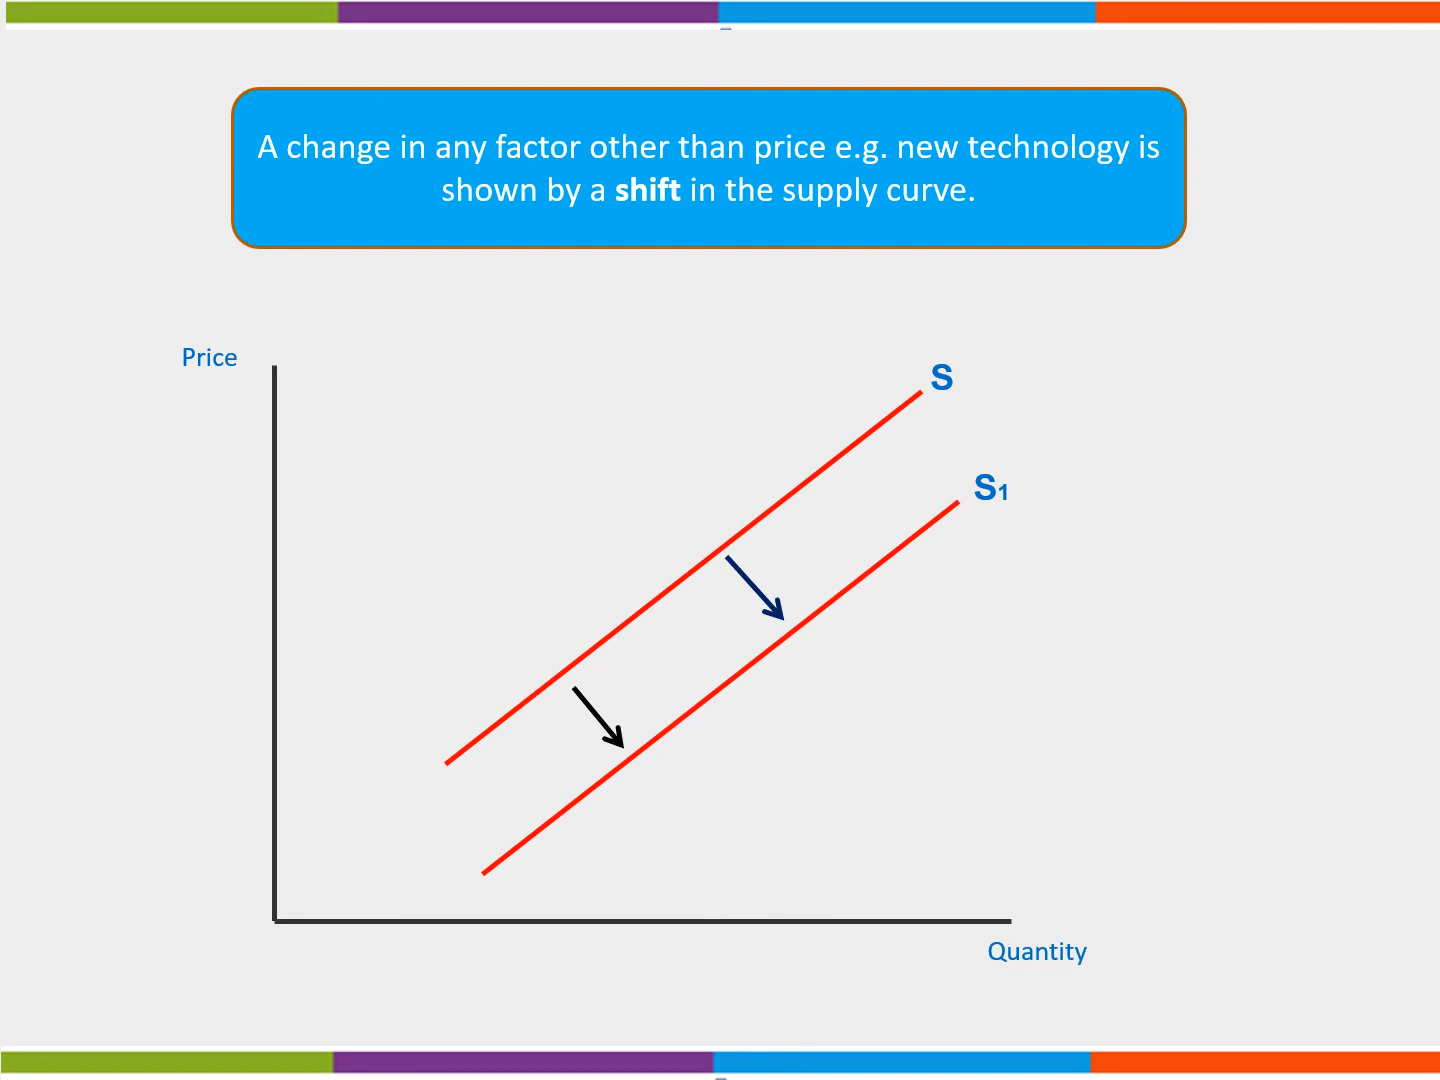 A change in any factor other than price e.g. new technology is
shown by a shift in the supply curve.
Price
S
S1
Quantity